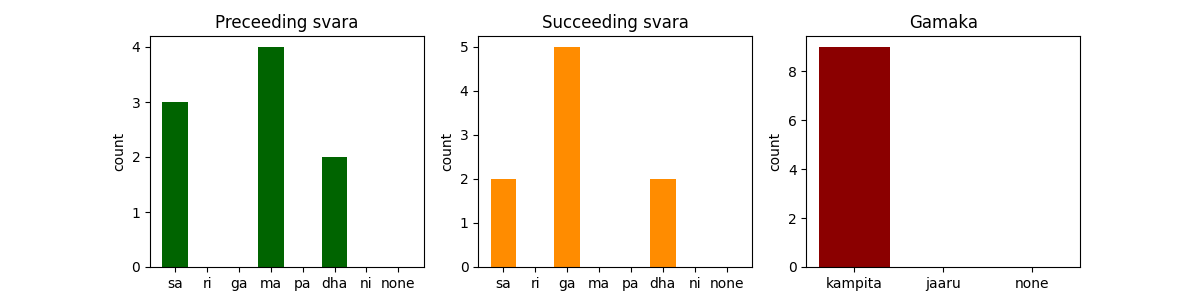 Preceeding svara
count
4
3
2
1
0
sa ri ga ma pa dha ni none
Succeeding svara
count
5
4
3
2
1
0
sa ri ga ma pa dha ni none
Gamaka
count
8
6
4
2
0
kampita jaaru none